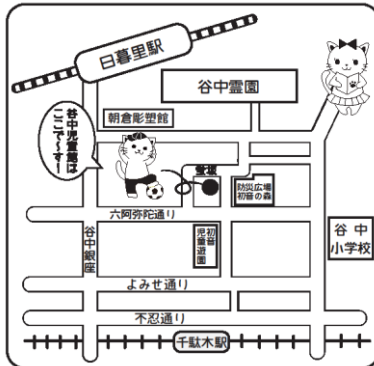 日暮里駅
谷中霊園
朝倉彫塑館
谷中児童館は
ここで〜す!
螢坂
防災広場
初音の森
六阿弥陀通り
谷中銀座
初音
児童遊園
谷中
小学校
よみせ通り
不忍通り
千駄木駅